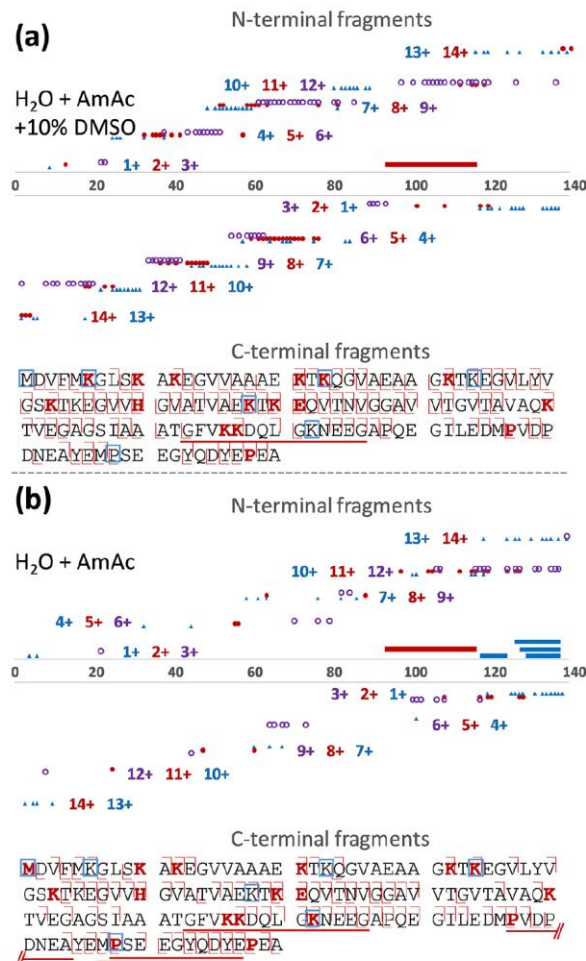 (a)
N-terminal fragments
13+ 14+
10+ 11+ 12+
H₂O + AmAc
+10% DMSO
7+ 8+ 9+
4+ 5+ 6+
1+ 2+ 3+
0 20 40 60 80 100 120 140
3+ 2+ 1+
6+ 5+ 4+
9+ 8+ 7+
12+ 11+ 10+
14+ 13+
C-terminal fragments
MDVFMKGLSK AKEGVVAAAE KTKQGVAEAA GKTKEGVLYV
GSKTKEGVVH GVATVAEKTK EQVTNVGGAV VTGVTAVAQK
TVEGAGSIAA ATGFVKKDQL GKNEEGAPQE GILEDMPVDP
DNEAYEMPSE EGYQDYEPEA
(b)
N-terminal fragments
13+ 14+
H₂O + AmAc
10+ 11+ 12+
7+ 8+ 9+
4+ 5+ 6+
1+ 2+ 3+
0 20 40 60 80 100 120 140
3+ 2+ 1+
6+ 5+ 4+
9+ 8+ 7+
12+ 11+ 10+
14+ 13+
C-terminal fragments
MDVFMKGLSK AKEGVVAAAE KTKQGVAEAA GKTKEGVLYV
GSKTKEGVVH GVATVAEKTK EQVTNVGGAV VTGVTAVAQK
TVEGAGSIAA ATGFVKKDQL GKNEEGAPQE GILEDMPVDP
DNEAYEMPSE EGYQDYEPEA